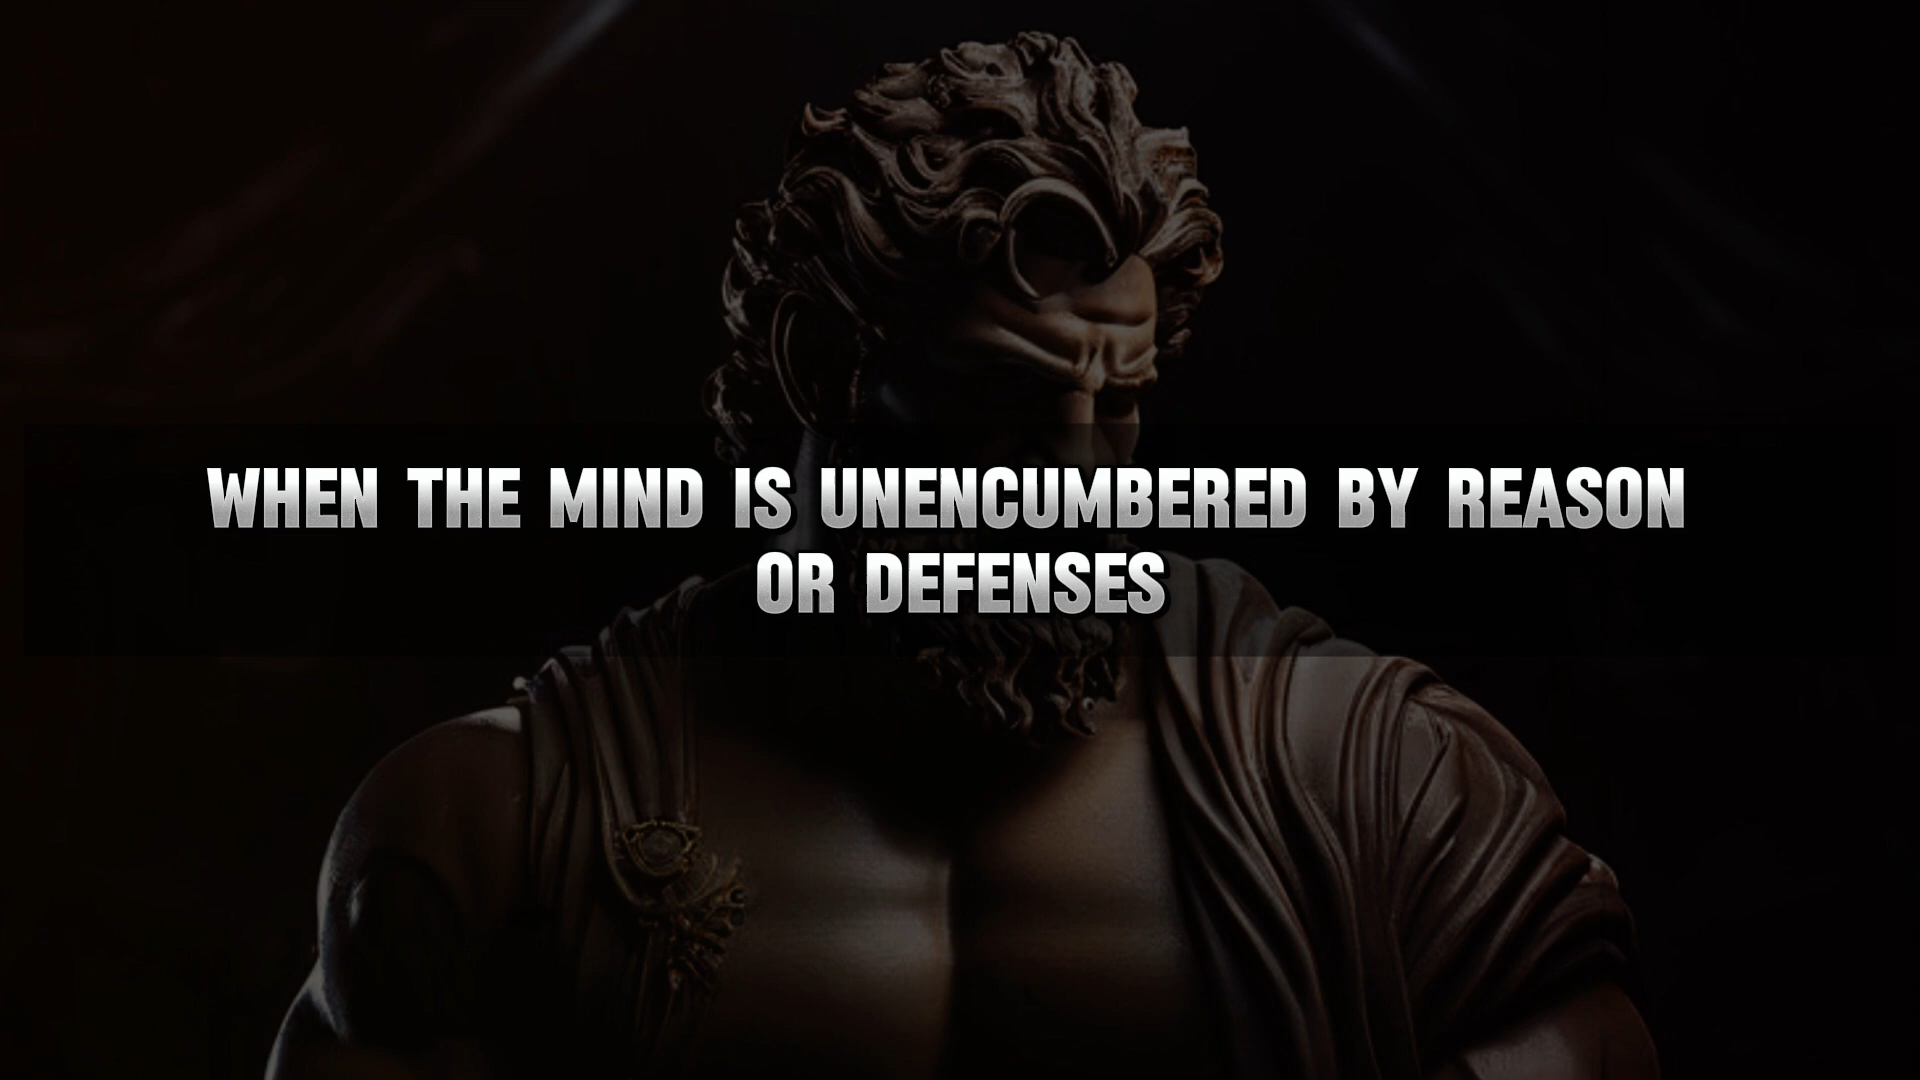 WHEN THE MIND IS UNENCUMBERED BY REASON
OR DEFENSES